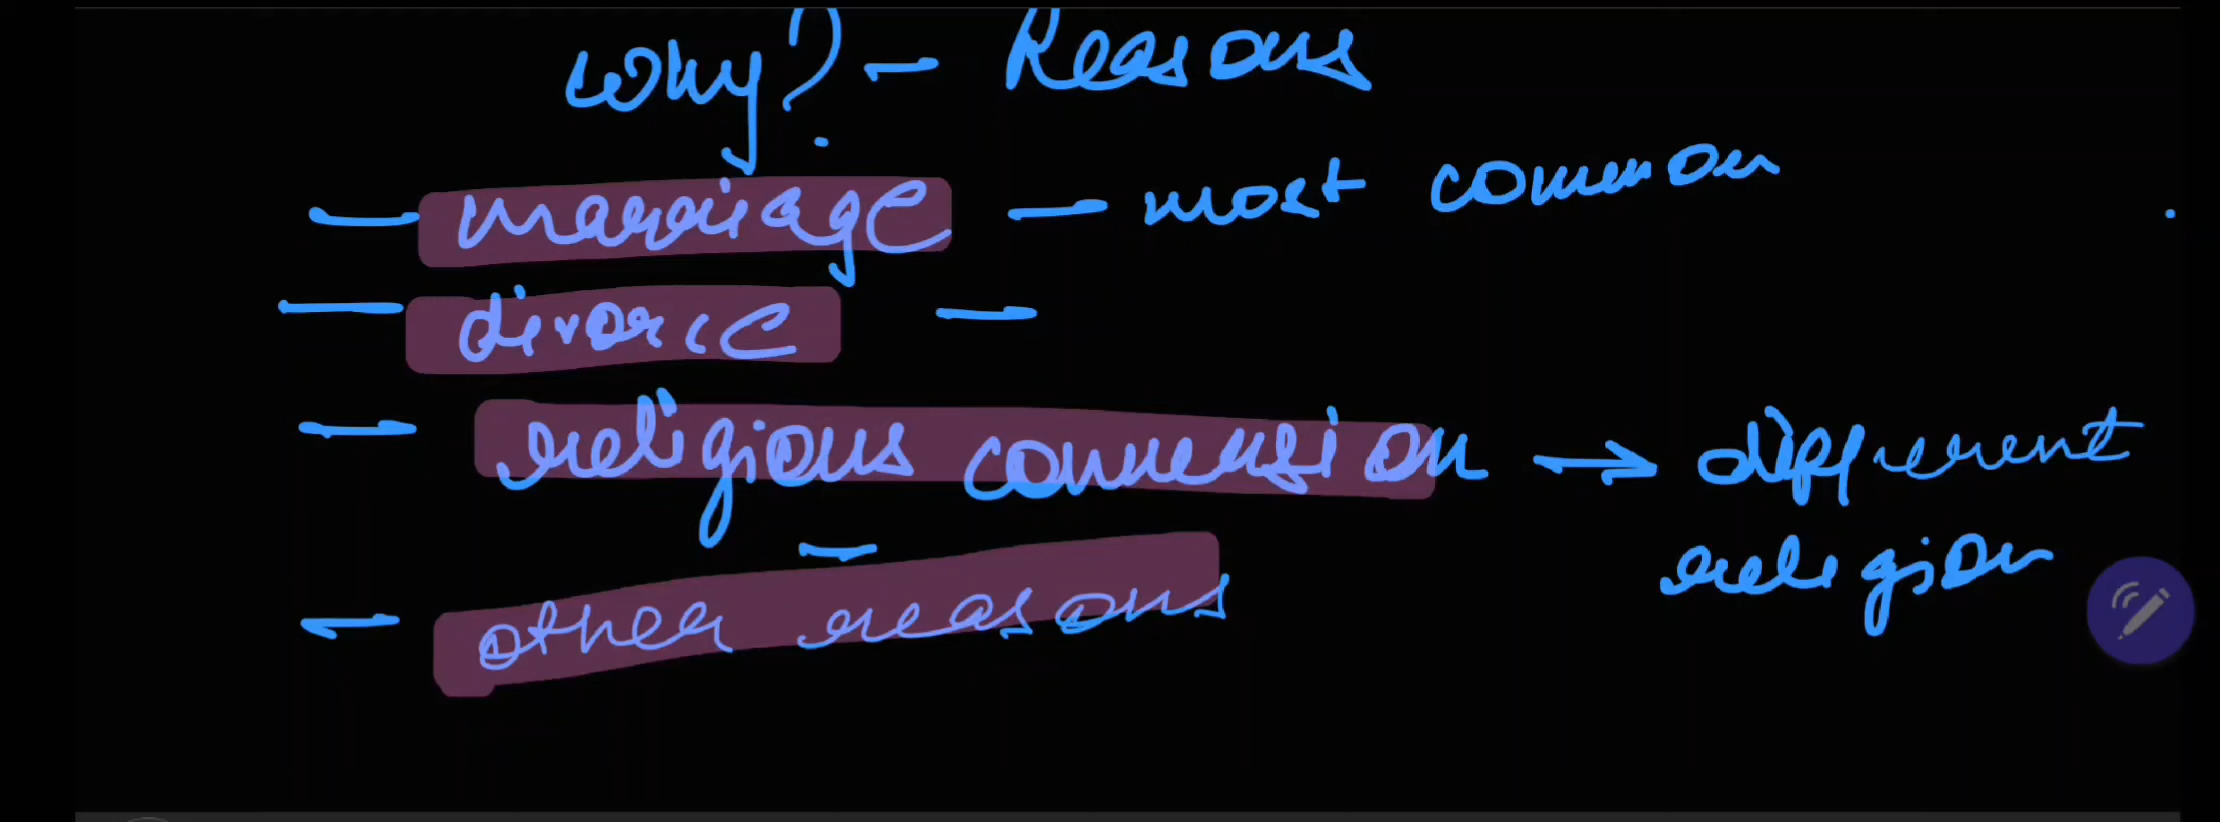 Why? - Reasons
- marriage - most common
- divorce -
- religious conversion → different
religion
- other reasons